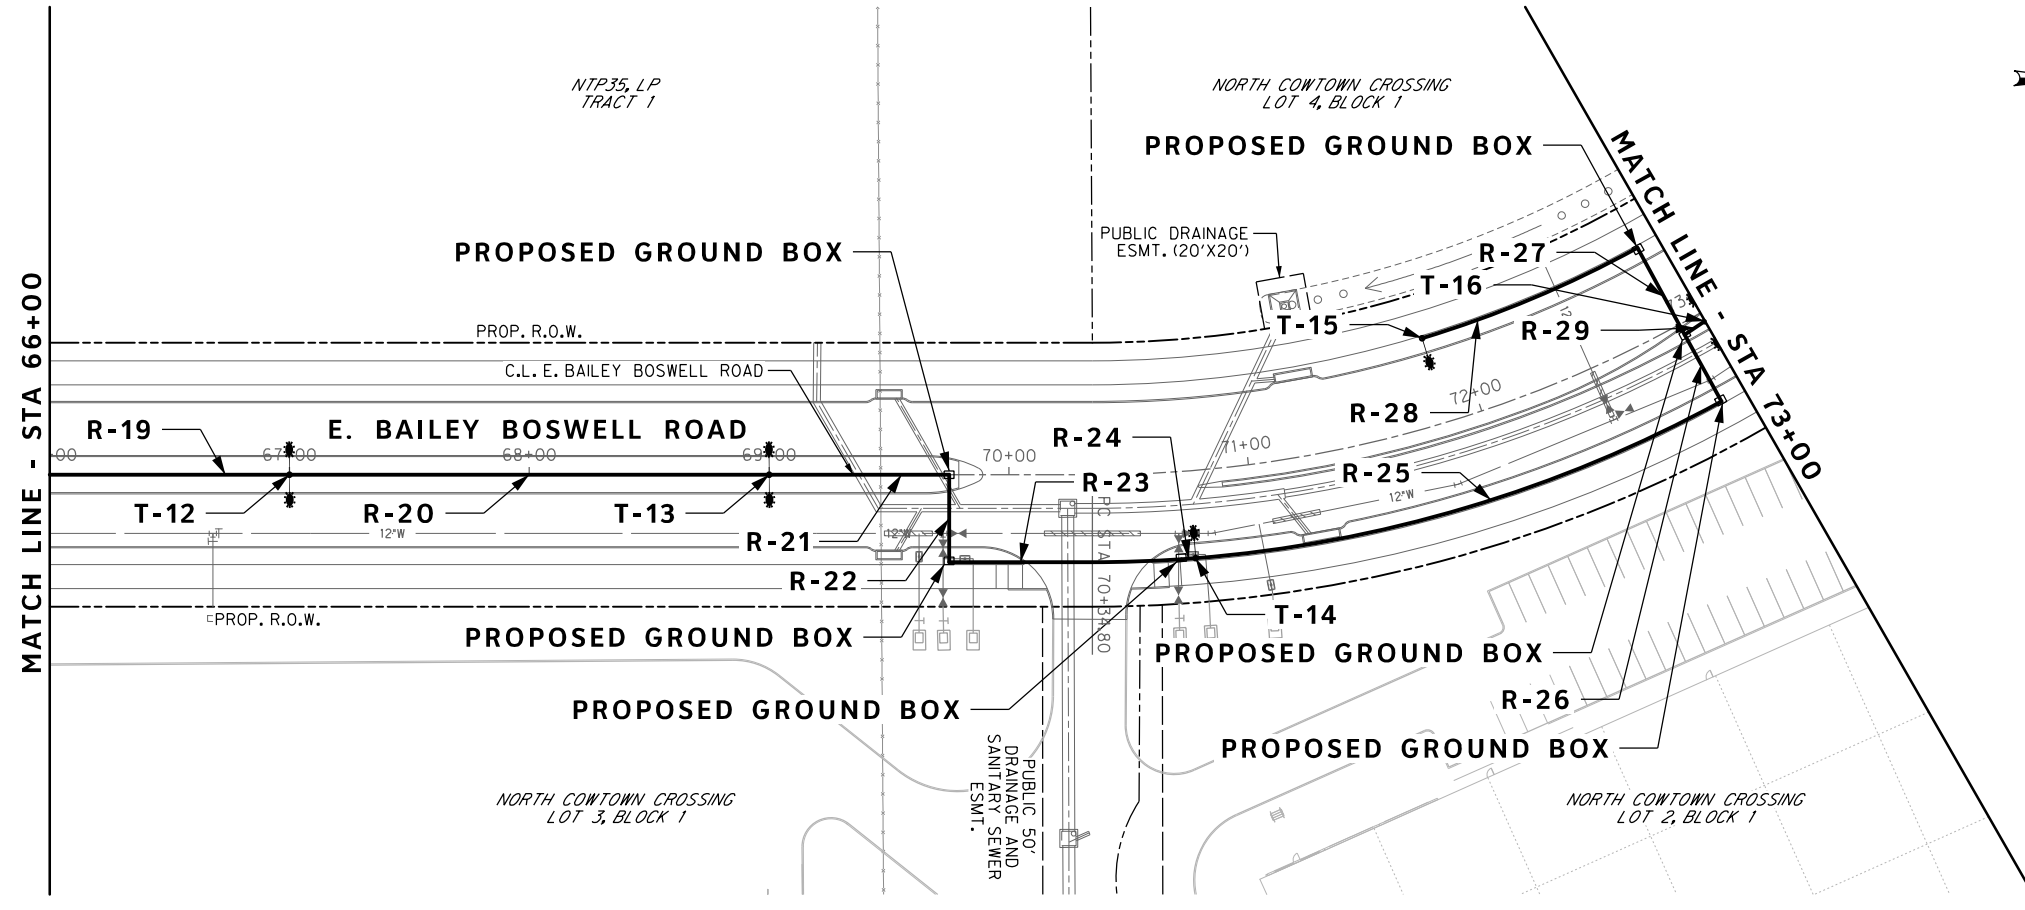 NTP35, LP
TRACT 1
NORTH COWTOWN CROSSING
LOT 4, BLOCK 1
PROPOSED GROUND BOX
MATCH LINE - STA 73+00
PROPOSED GROUND BOX
PUBLIC DRAINAGE
ESMT. (20'X20')
R-27
T-16
T-15
R-29
PROP. R.O.W.
C.L. E. BAILEY BOSWELL ROAD
MATCH LINE - STA 66+00
R-19
E. BAILEY BOSWELL ROAD
R-28
72+00
12
R-24
71+00
68+00
70+00
R-23
R-25
12"W
T-12
R-20
T-13
R-21
12"W
12"W
PC STA 70+34.80
R-22
T-14
PROP. R.O.W.
PROPOSED GROUND BOX
PROPOSED GROUND BOX
R-26
PROPOSED GROUND BOX
PROPOSED GROUND BOX
PUBLIC 50'
DRAINAGE AND
SANITARY SEWER
ESMT.
NORTH COWTOWN CROSSING
LOT 3, BLOCK 1
NORTH COWTOWN CROSSING
LOT 2, BLOCK 1